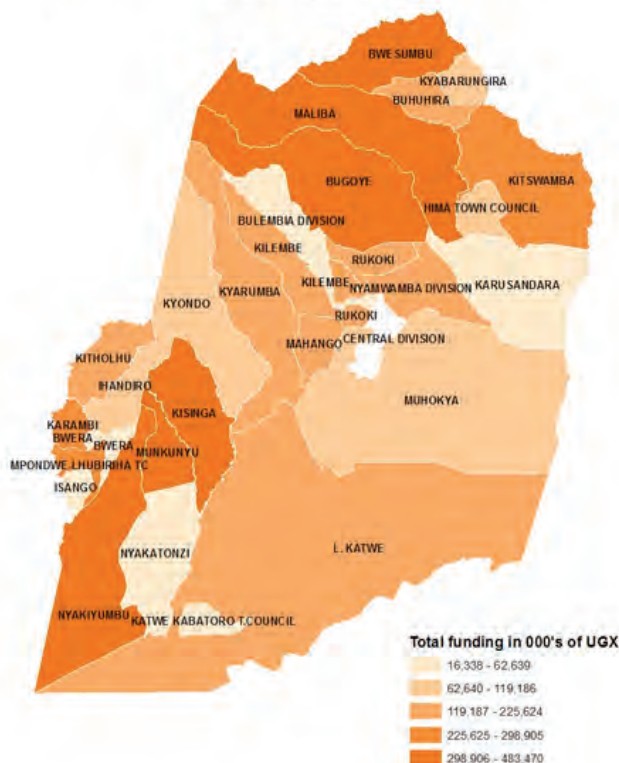 BWESUMBU
KYABARUNGIRA
BUHUHIRA
MALIBA
BUGOYE
KITSWAMBA
HIMA TOWN COUNCIL
BULEMBIA DIVISION
KILEMBE
RUKOKI
KARUSANDARA
KYONDO
KYARUMBA
KILEMBE
NYAMWAMBA DIVISION
RUKOKI
MAHANGO
CENTRAL DIVISION
KITHOLHU
IHANDIRO
MUHOKYA
KARAMBI
KISINGA
BWERA
BWERA
MUNKUNYU
MPONDWE LHUBIRIHA TC
ISANGO
NYAKATONZI
L. KATWE
NYAKIYUMBU
KATWE KABATORO T.COUNCIL
Total funding in 000's of UGX
16,338 - 62,639
62,640 - 119,186
119,187 - 225,624
225,625 - 298,905
298,906 - 483,470